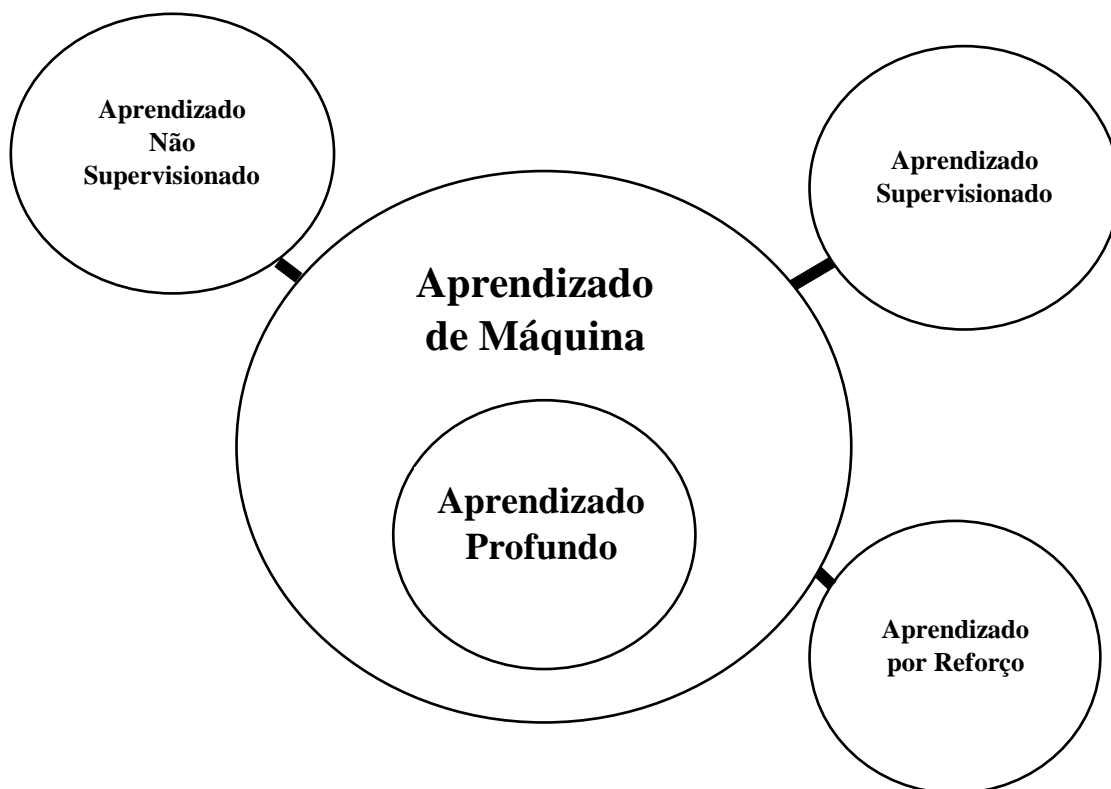 Aprendizado
Não
Supervisionado
Aprendizado
Supervisionado
Aprendizado
de Máquina
Aprendizado
Profundo
Aprendizado
por Reforço